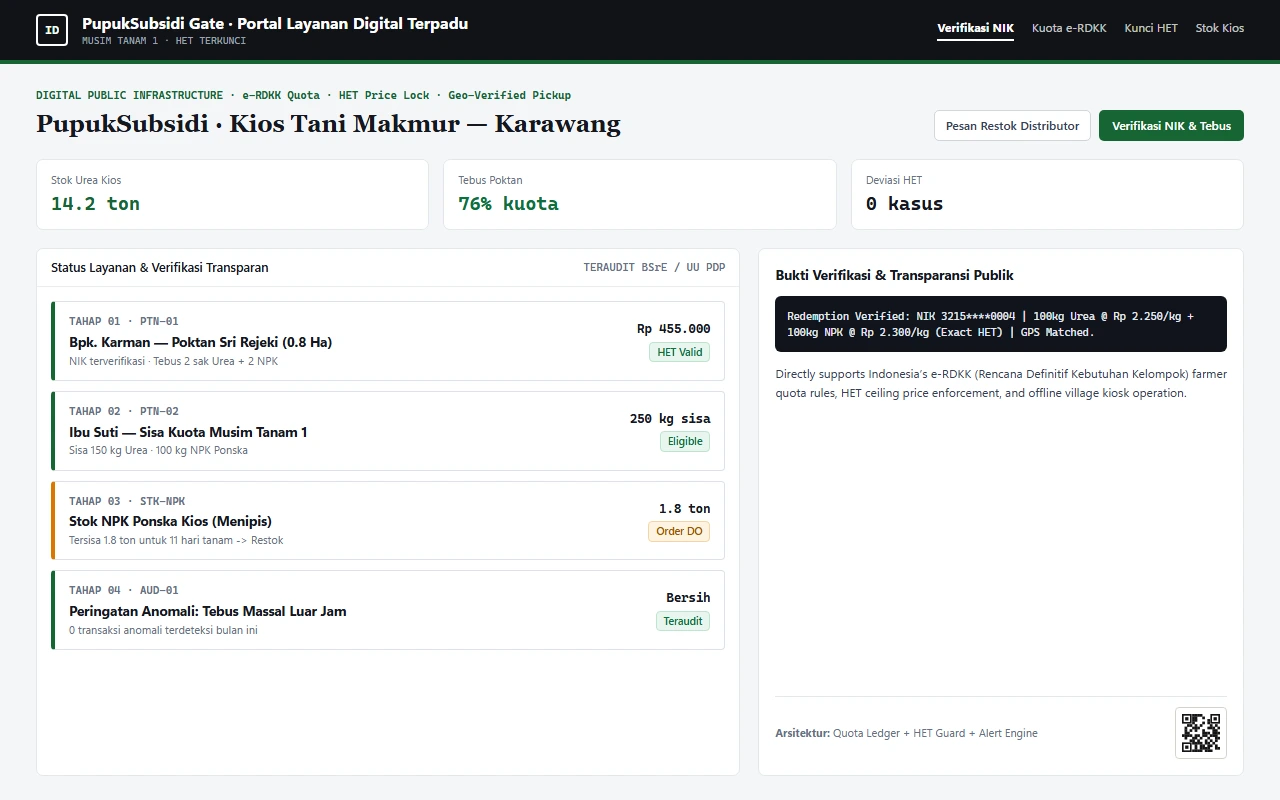 ID
PupukSubsidi Gate · Portal Layanan Digital Terpadu
MUSIM TANAM 1 · HET TERKUNCI
Verifikasi NIK
Kuota e-RDKK
Kunci HET
Stok Kios
DIGITAL PUBLIC INFRASTRUCTURE · e-RDKK Quota · HET Price Lock · Geo-Verified Pickup
PupukSubsidi · Kios Tani Makmur — Karawang
Pesan Restok Distributor
Verifikasi NIK & Tebus
Stok Urea Kios
14.2 ton
Tebus Poktan
76% kuota
Deviasi HET
0 kasus
Status Layanan & Verifikasi Transparan
TERAUDIT BSrE / UU PDP
TAHAP 01 · PTN-01
Bpk. Karman — Poktan Sri Rejeki (0.8 Ha)
NIK terverifikasi · Tebus 2 sak Urea + 2 NPK
Rp 455.000
HET Valid
TAHAP 02 · PTN-02
Ibu Suti — Sisa Kuota Musim Tanam 1
Sisa 150 kg Urea · 100 kg NPK Ponska
250 kg sisa
Eligible
TAHAP 03 · STK-NPK
Stok NPK Ponska Kios (Menipis)
Tersisa 1.8 ton untuk 11 hari tanam -> Restok
1.8 ton
Order DO
TAHAP 04 · AUD-01
Peringatan Anomali: Tebus Massal Luar Jam
0 transaksi anomali terdeteksi bulan ini
Bersih
Teraudit
Bukti Verifikasi & Transparansi Publik
Redemption Verified: NIK 3215****0004 | 100kg Urea @ Rp 2.250/kg +
100kg NPK @ Rp 2.300/kg (Exact HET) | GPS Matched.
Directly supports Indonesia's e-RDKK (Rencana Definitif Kebutuhan Kelompok) farmer
quota rules, HET ceiling price enforcement, and offline village kiosk operation.
Arsitektur: Quota Ledger + HET Guard + Alert Engine